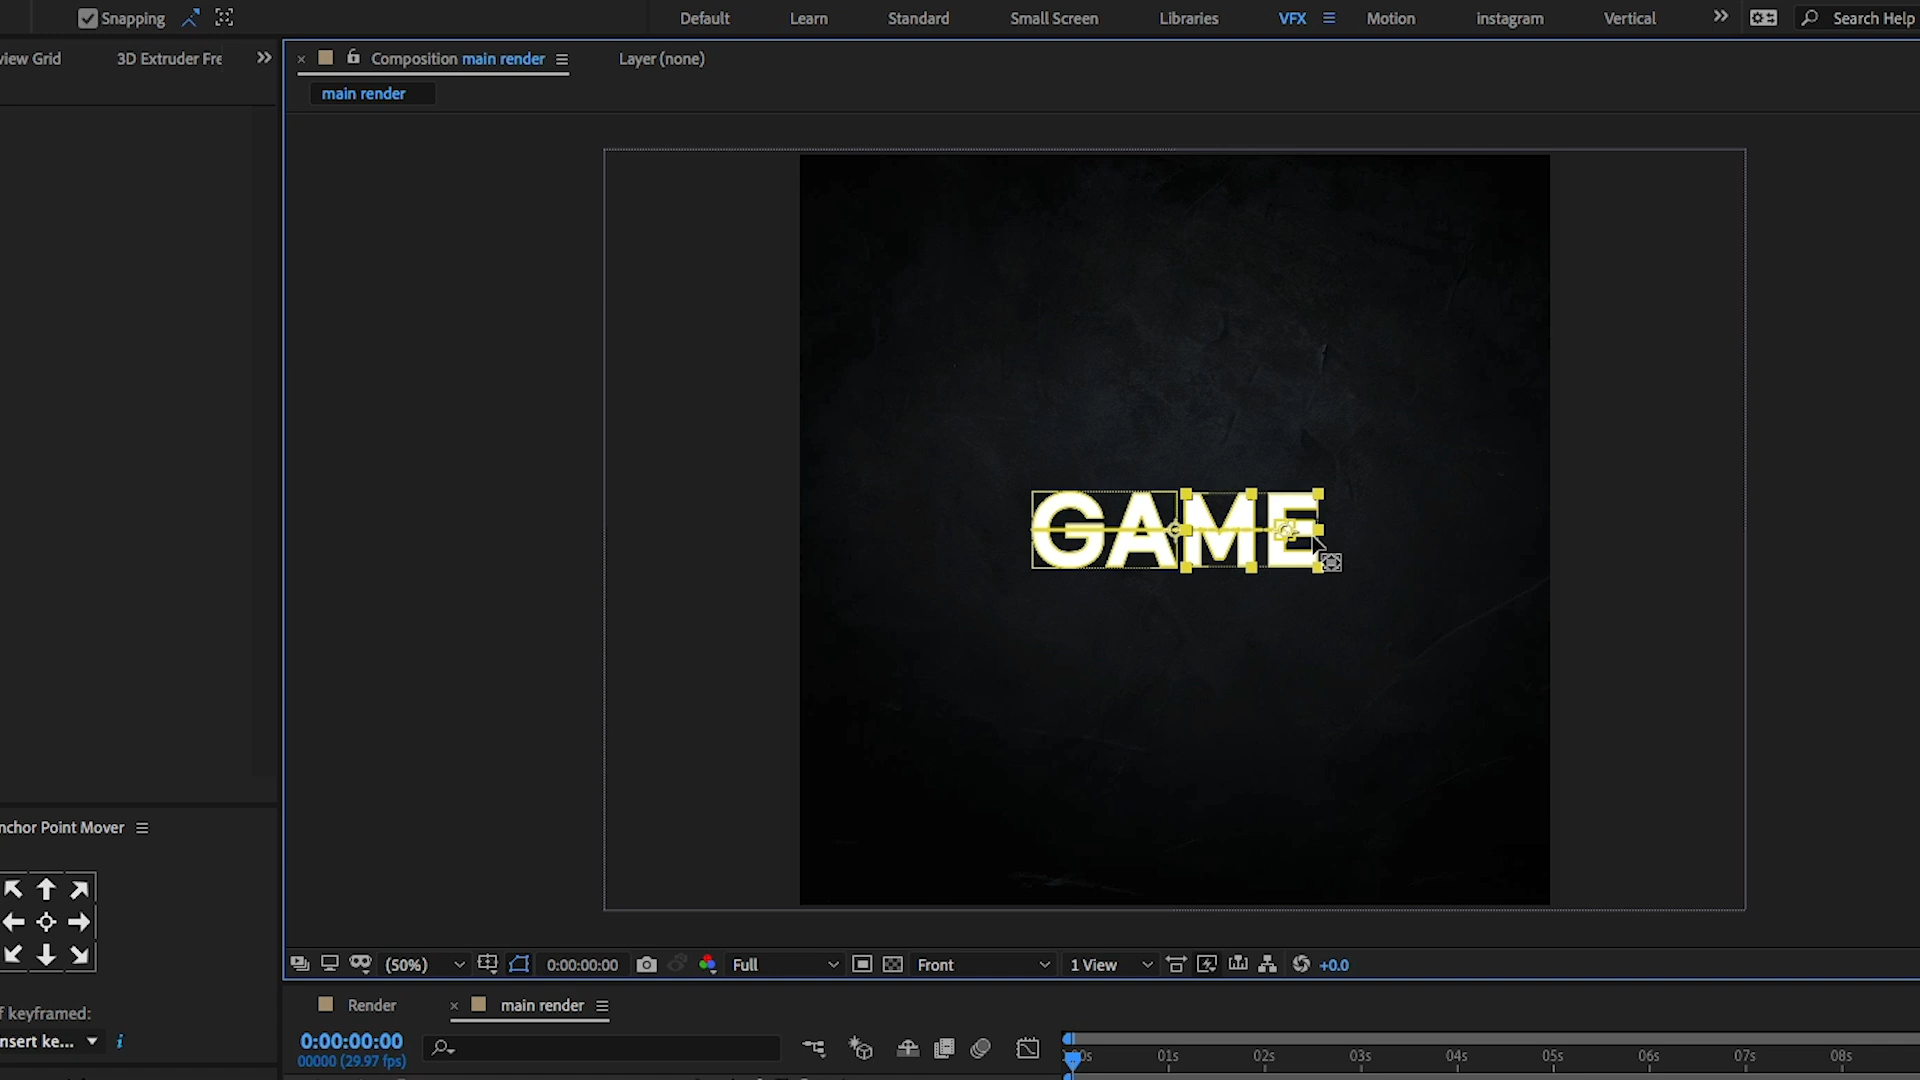 Snapping
Default Learn Standard Small Screen Libraries VFX Motion instagram Vertical Search Help
view Grid 3D Extruder Fre
Composition main render Layer (none)
main render
GAME
nchor Point Mover
(50%) 0:00:00:00 Full Front 1 View +0.0
f keyframed:
nsert ke...
Render main render
0:00:00:00
00000 (29.97 fps)
00s 01s 02s 03s 04s 05s 06s 07s 08s